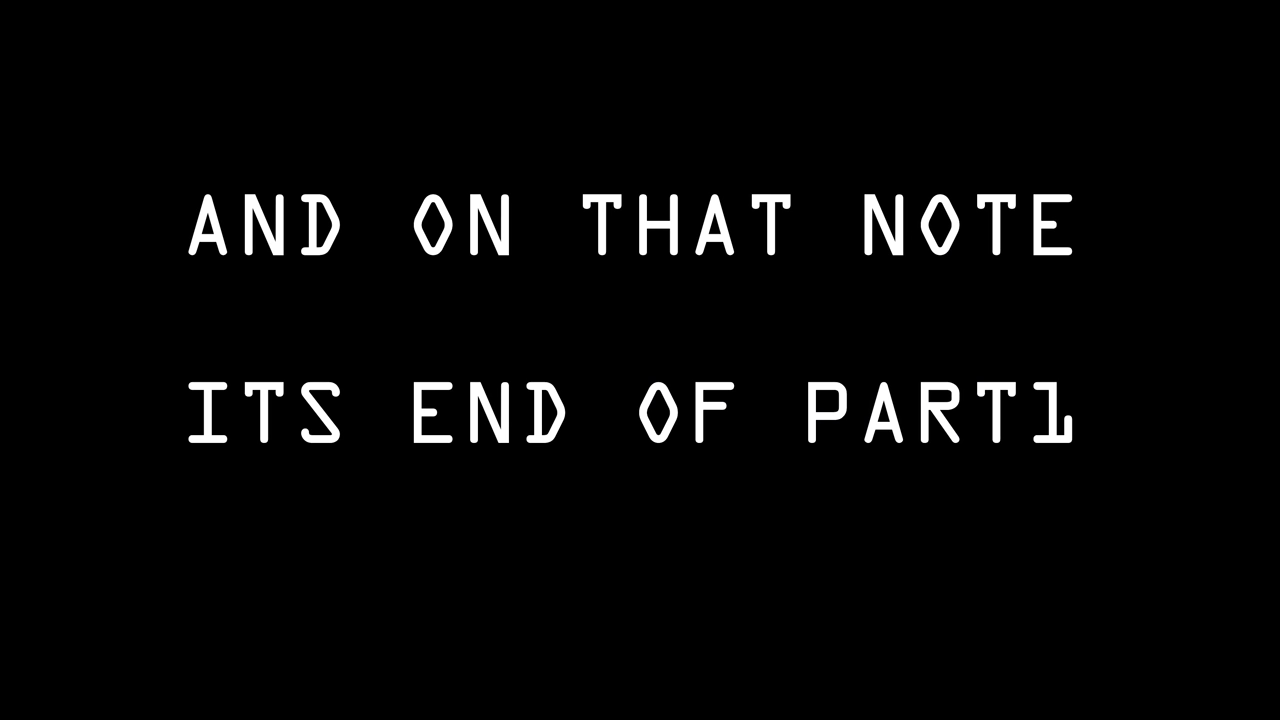 AND ON THAT NOTE
ITS END OF PART1